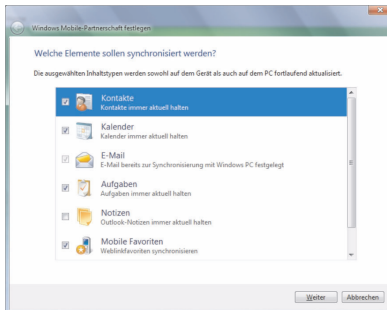 Windows Mobile-Partnerschaft festlegen
Welche Elemente sollen synchronisiert werden?
Die ausgewählten Inhaltstypen werden sowohl auf dem Gerät als auch auf dem PC fortlaufend aktualisiert.
Kontakte
Kontakte immer aktuell halten
Kalender
Kalender immer aktuell halten
E-Mail
E-Mail bereits zur Synchronisierung mit Windows PC festgelegt
Aufgaben
Aufgaben immer aktuell halten
Notizen
Outlook-Notizen immer aktuell halten
Mobile Favoriten
Weblinkfavoriten synchronisieren
Weiter Abbrechen